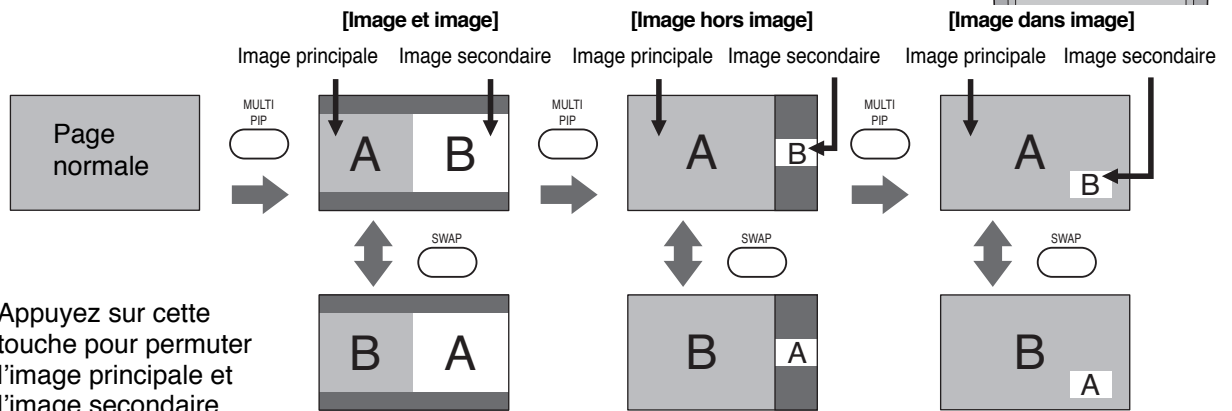 [Image et image] [Image hors image] [Image dans image]
Image principale Image secondaire Image principale Image secondaire Image principale Image secondaire
Page
normale
MULTI
PIP
A B
MULTI
PIP
A B
MULTI
PIP
A B
SWAP SWAP SWAP
Appuyez sur cette
touche pour permuter
l'image principale et
l'image secondaire
B A B A B A